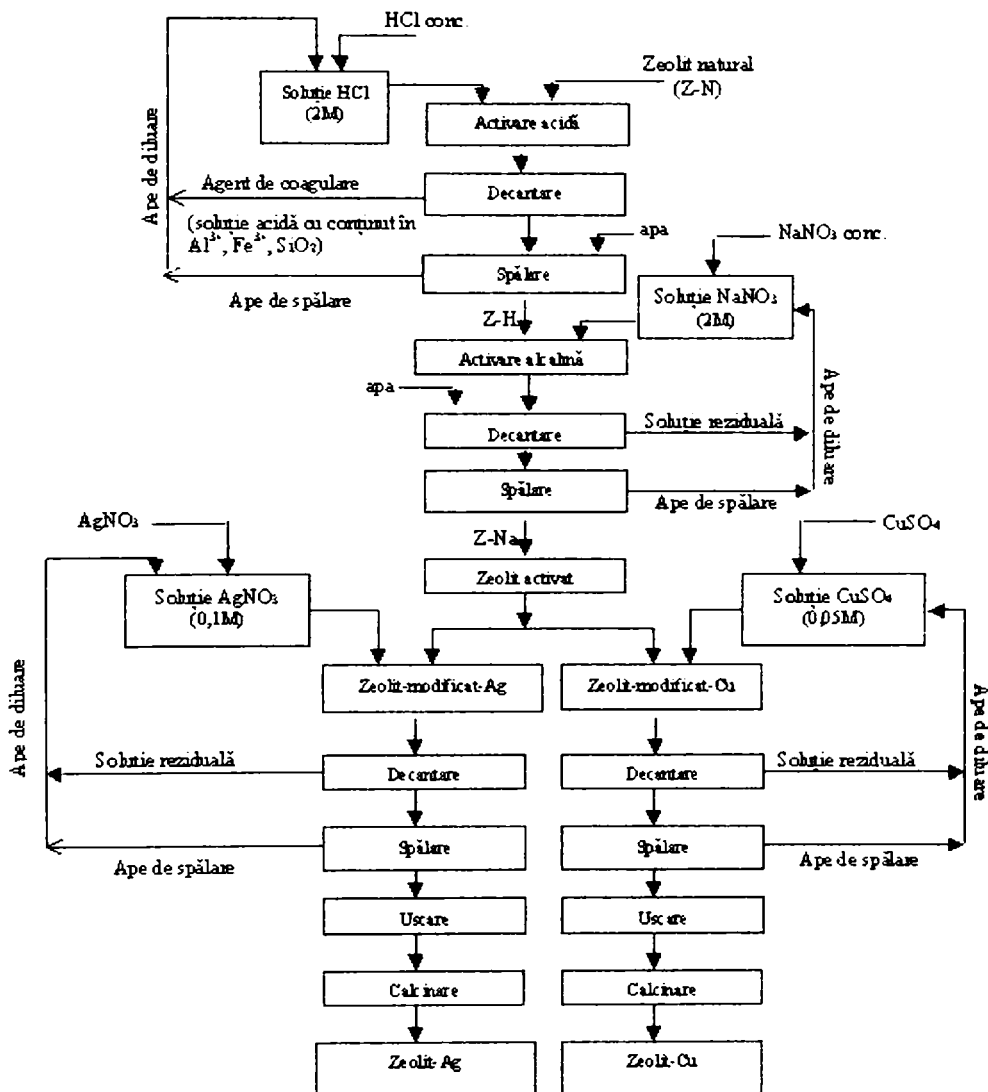 HCl conc.
Zeolit natural
(Z-N)
Soluție HCl
(2M)
Activare acidă
Ape de diluare
Agent de coagulare
Decantare
(soluție acidă cu conținut în
Al³⁺, Fe³⁺, SiO₂)
apa
NaNO₃ conc.
Spălare
Ape de spălare
Soluție NaNO₃
(2M)
Z-H
Activare alcalină
apa
Decantare
Soluție reziduală
Ape de diluare
Spălare
Ape de spălare
AgNO₃
CuSO₄
Z-Na
Zeolit activat
Soluție AgNO₃
(0,1M)
Soluție CuSO₄
(0,05M)
Zeolit-modificat-Ag
Zeolit-modificat-Cu
Ape de diluare
Ape de diluare
Soluție reziduală
Decantare
Decantare
Soluție reziduală
Spălare
Spălare
Ape de spălare
Ape de spălare
Uscare
Uscare
Calcinare
Calcinare
Zeolit-Ag
Zeolit-Cu